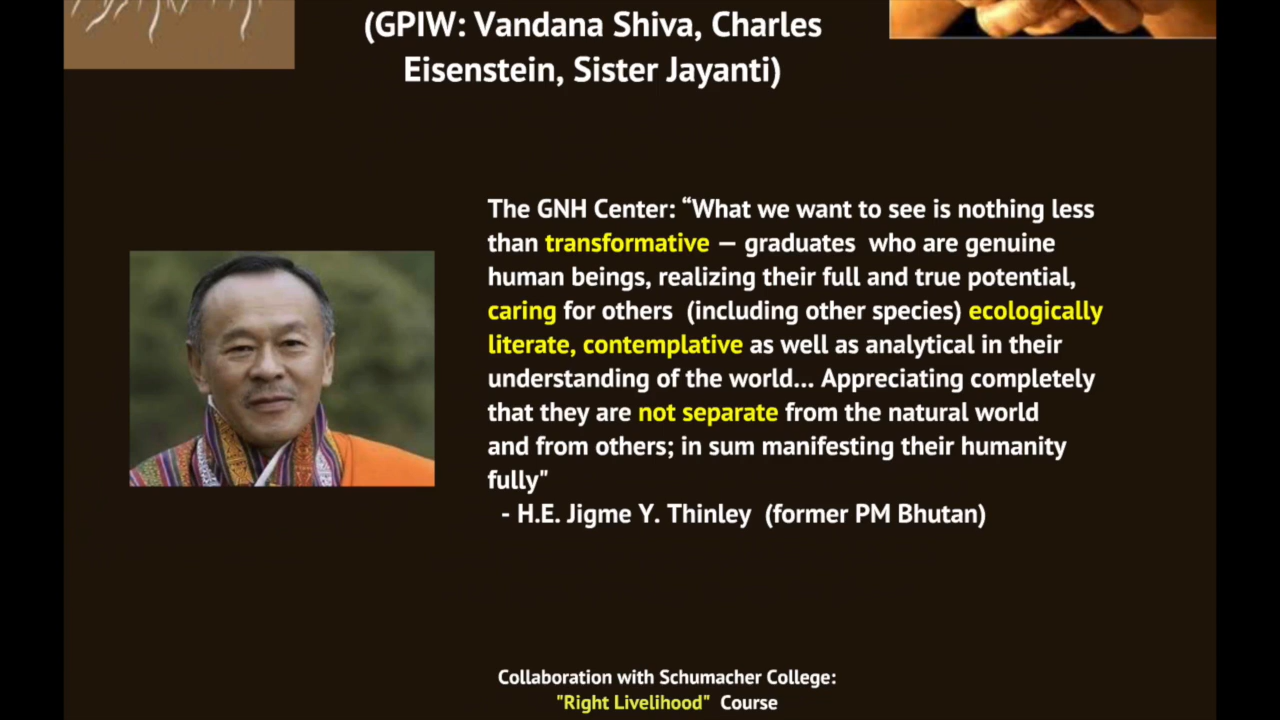 (GPIW: Vandana Shiva, Charles
Eisenstein, Sister Jayanti)
The GNH Center: “What we want to see is nothing less
than transformative — graduates who are genuine
human beings, realizing their full and true potential,
caring for others (including other species) ecologically
literate, contemplative as well as analytical in their
understanding of the world... Appreciating completely
that they are not separate from the natural world
and from others; in sum manifesting their humanity
fully"
- H.E. Jigme Y. Thinley (former PM Bhutan)
Collaboration with Schumacher College:
"Right Livelihood" Course